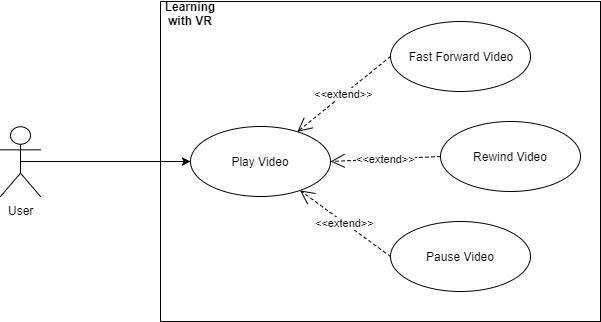 Learning
with VR
Fast Forward Video
<<extend>>
Play Video
<<extend>>
Rewind Video
User
<<extend>>
Pause Video